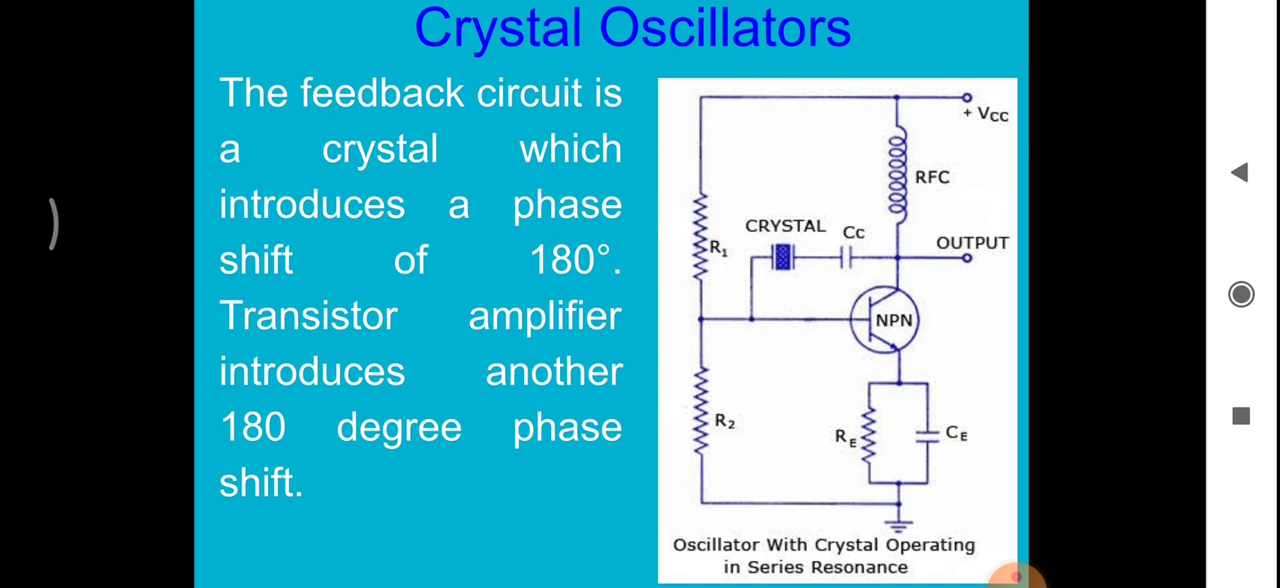 Crystal Oscillators
The feedback circuit is
a crystal which
introduces a phase
shift of 180°.
Transistor amplifier
introduces another
180 degree phase
shift.
+ Vcc
RFC
CRYSTAL Cc
OUTPUT
R1
NPN
R2
RE
CE
Oscillator With Crystal Operating
in Series Resonance